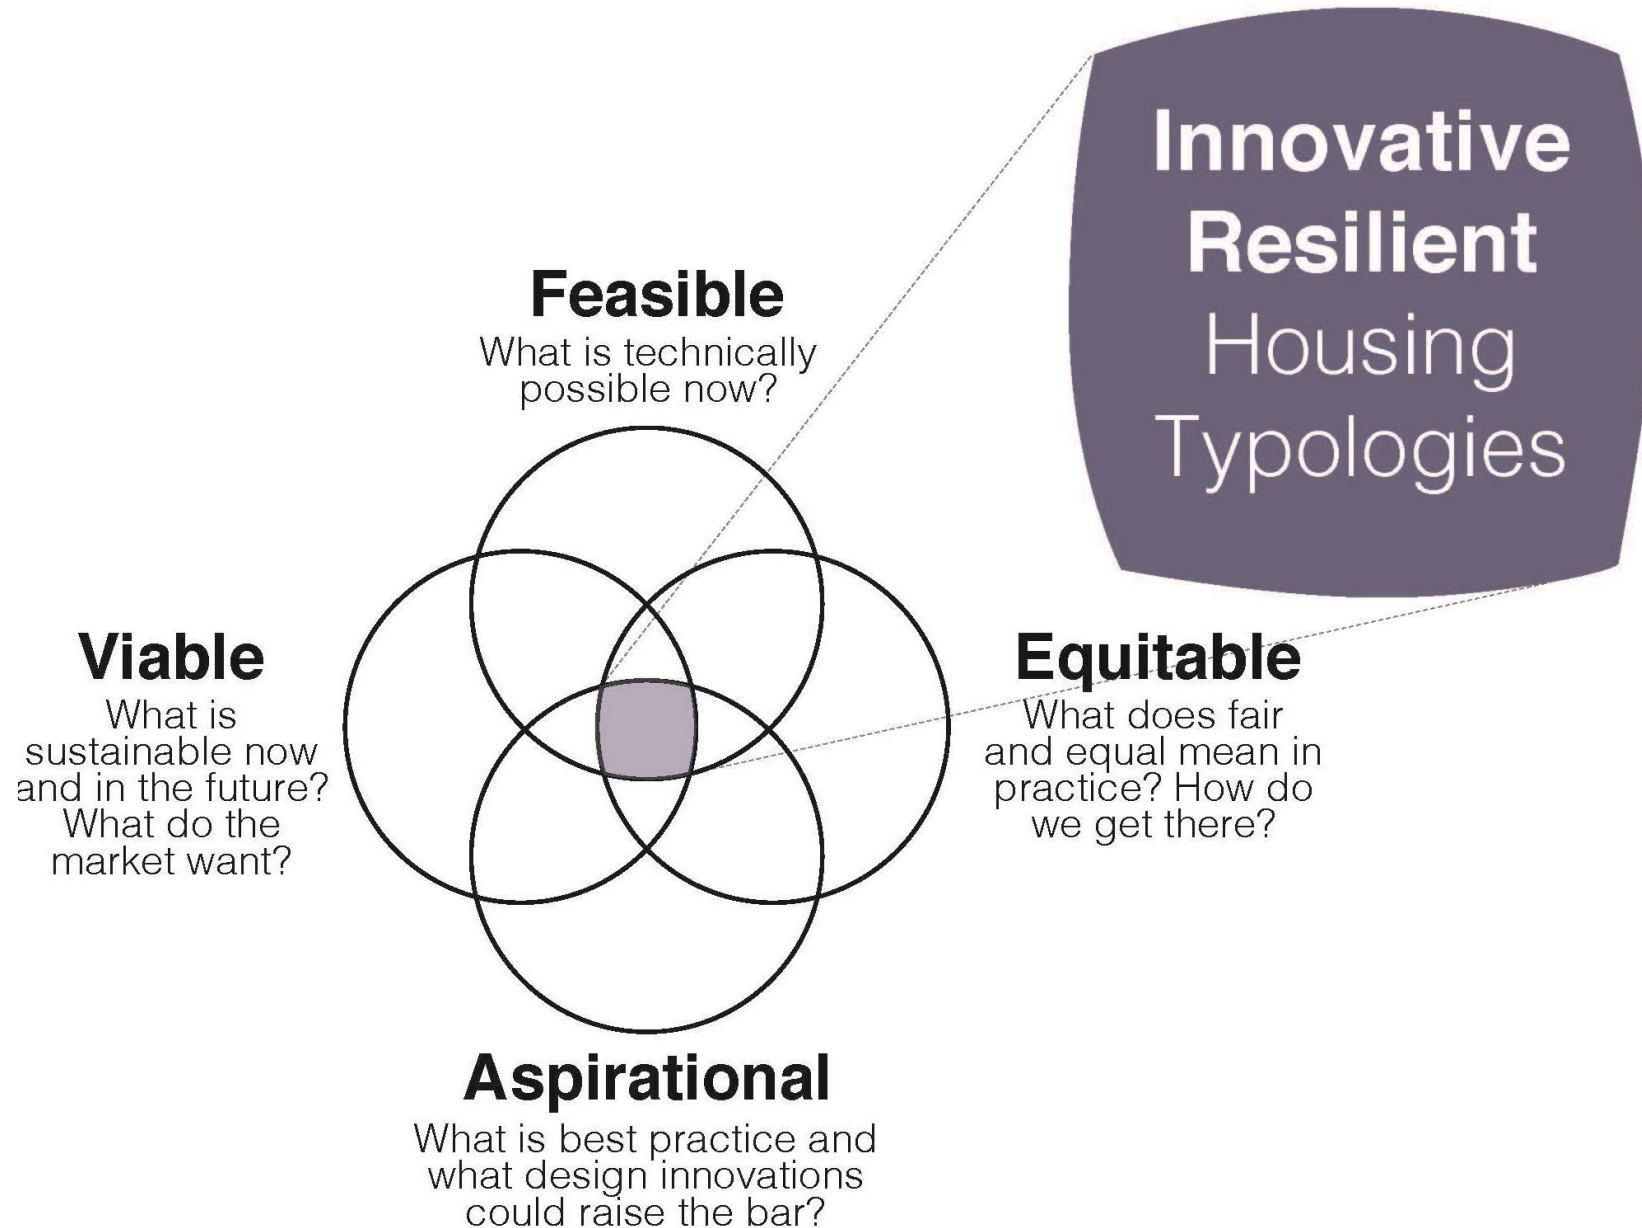 Innovative
Resilient
Housing
Typologies
Feasible
What is technically
possible now?
Viable
What is
sustainable now
and in the future?
What do the
market want?
Equitable
What does fair
and equal mean in
practice? How do
we get there?
Aspirational
What is best practice and
what design innovations
could raise the bar?